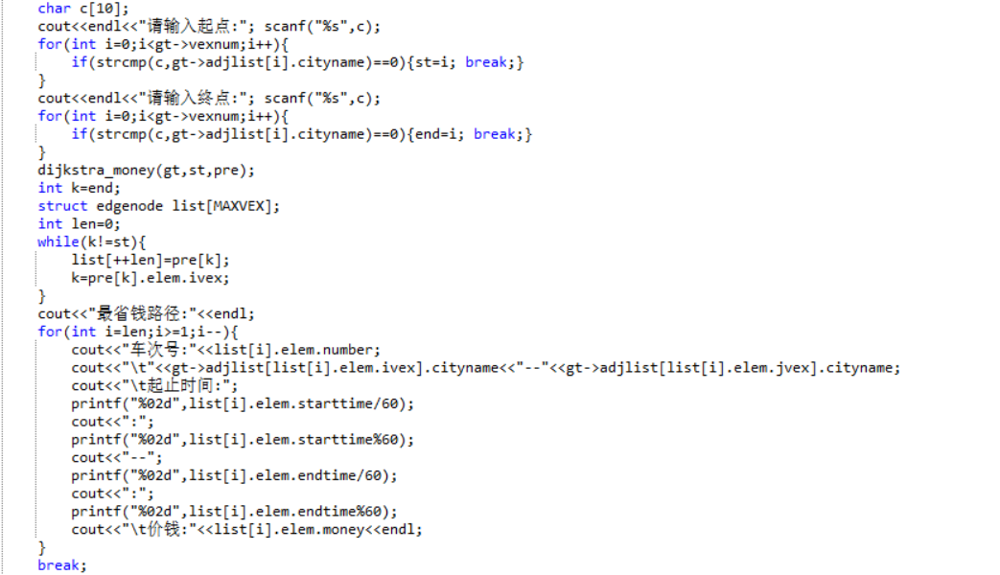 char c[10];
cout<<endl<<"请输入起点:"; scanf("%s",c);
for(int i=0;i<gt->vexnum;i++){
    if(strcmp(c,gt->adjlist[i].cityname)==0){st=i; break;}
}
cout<<endl<<"请输入终点:"; scanf("%s",c);
for(int i=0;i<gt->vexnum;i++){
    if(strcmp(c,gt->adjlist[i].cityname)==0){end=i; break;}
}
dijkstra_money(gt,st,pre);
int k=end;
struct edgenode list[MAXVEX];
int len=0;
while(k!=st){
    list[++len]=pre[k];
    k=pre[k].elem.ivex;
}
cout<<"最省钱路径:"<<endl;
for(int i=len;i>=1;i--){
    cout<<"车次号:"<<list[i].elem.number;
    cout<<"\t"<<gt->adjlist[list[i].elem.ivex].cityname<<"--"<<gt->adjlist[list[i].elem.jvex].cityname;
    cout<<"\t起止时间:";
    printf("%02d",list[i].elem.starttime/60);
    cout<<":";
    printf("%02d",list[i].elem.starttime%60);
    cout<<"--";
    printf("%02d",list[i].elem.endtime/60);
    cout<<":";
    printf("%02d",list[i].elem.endtime%60);
    cout<<"\t价钱:"<<list[i].elem.money<<endl;
}
break;